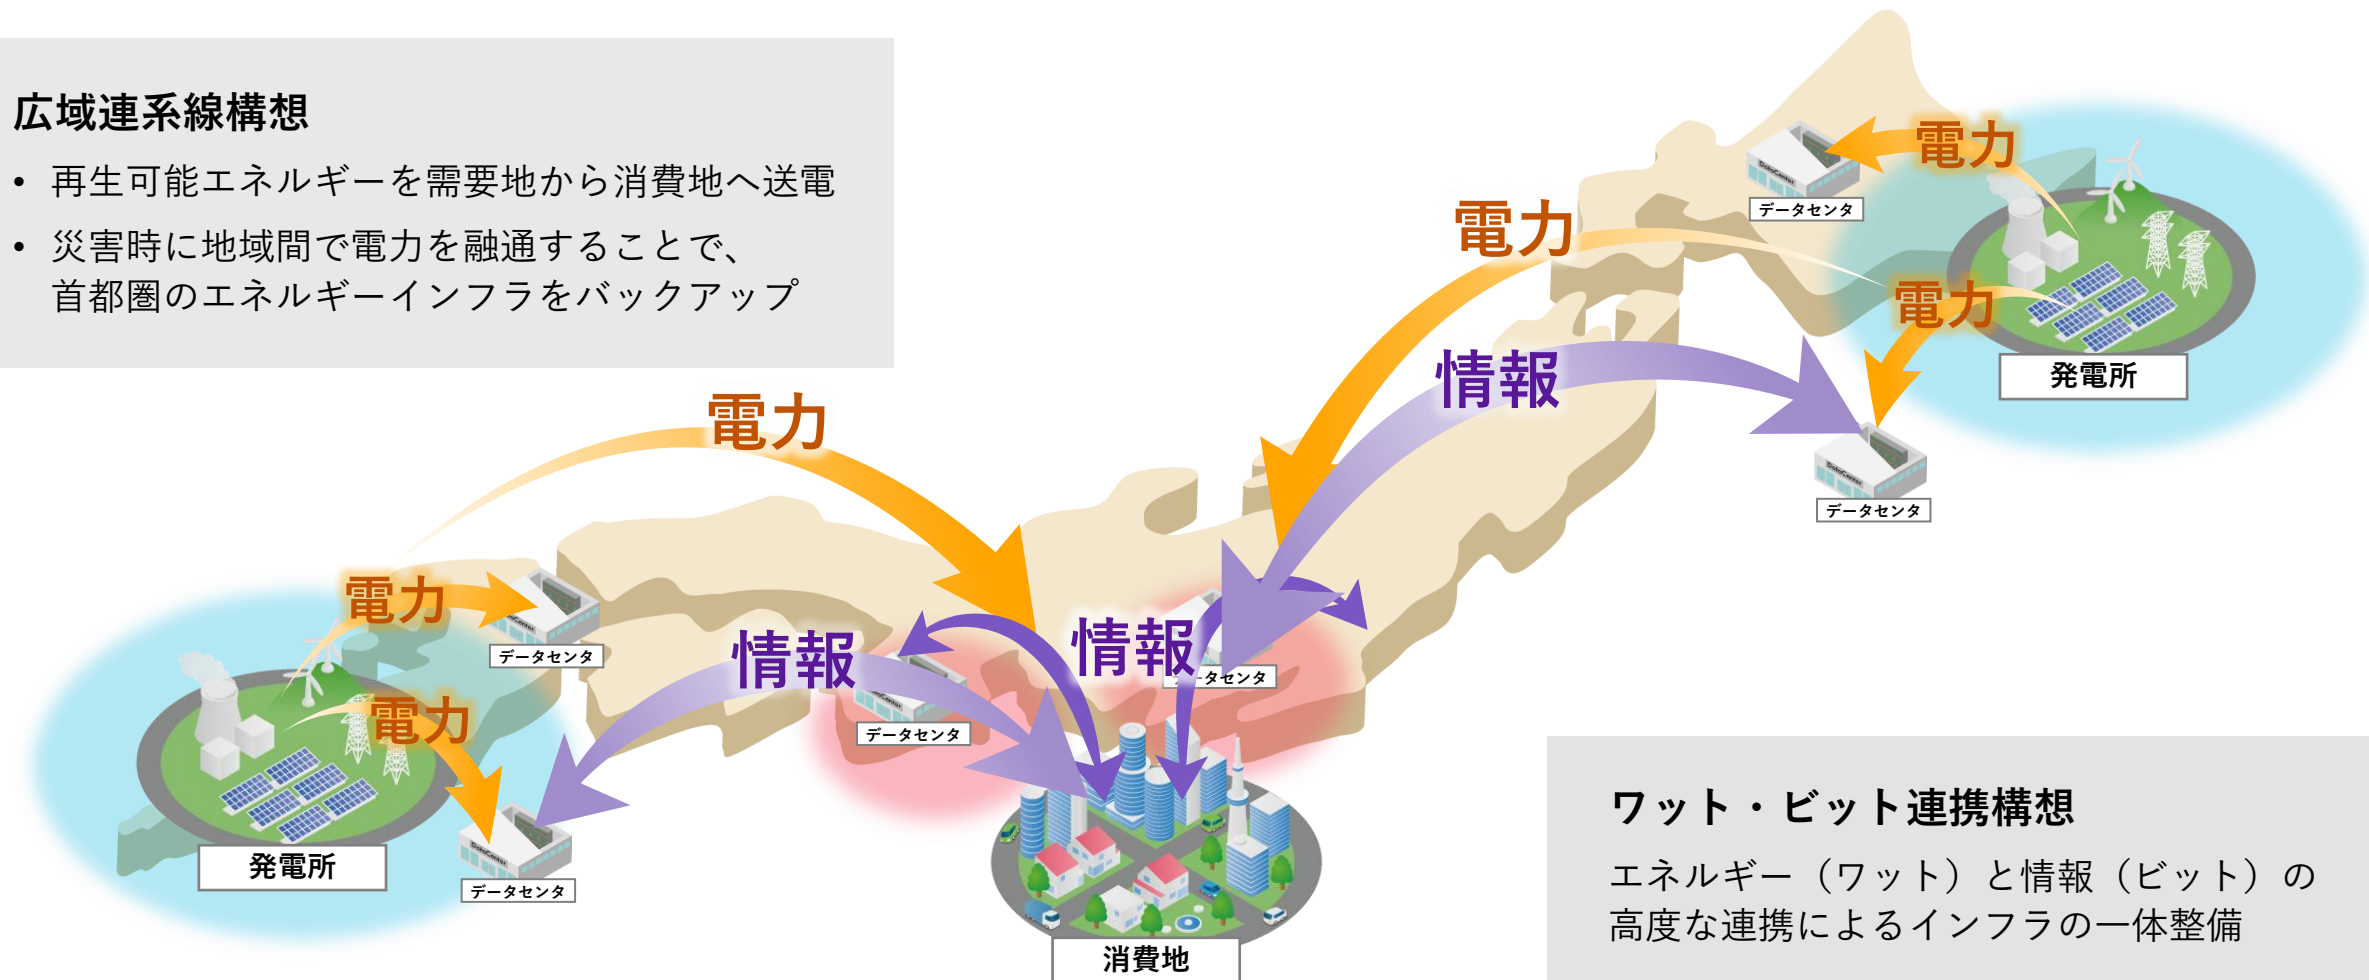 広域連系線構想
• 再生可能エネルギーを需要地から消費地へ送電
• 災害時に地域間で電力を融通することで、
首都圏のエネルギーインフラをバックアップ
電力
データセンタ
電力
電力
発電所
情報
データセンタ
電力
電力
データセンタ
電力
発電所
データセンタ
情報
データセンタ
情報
ータセンタ
消費地
ワット・ビット連携構想
エネルギー（ワット）と情報（ビット）の
高度な連携によるインフラの一体整備